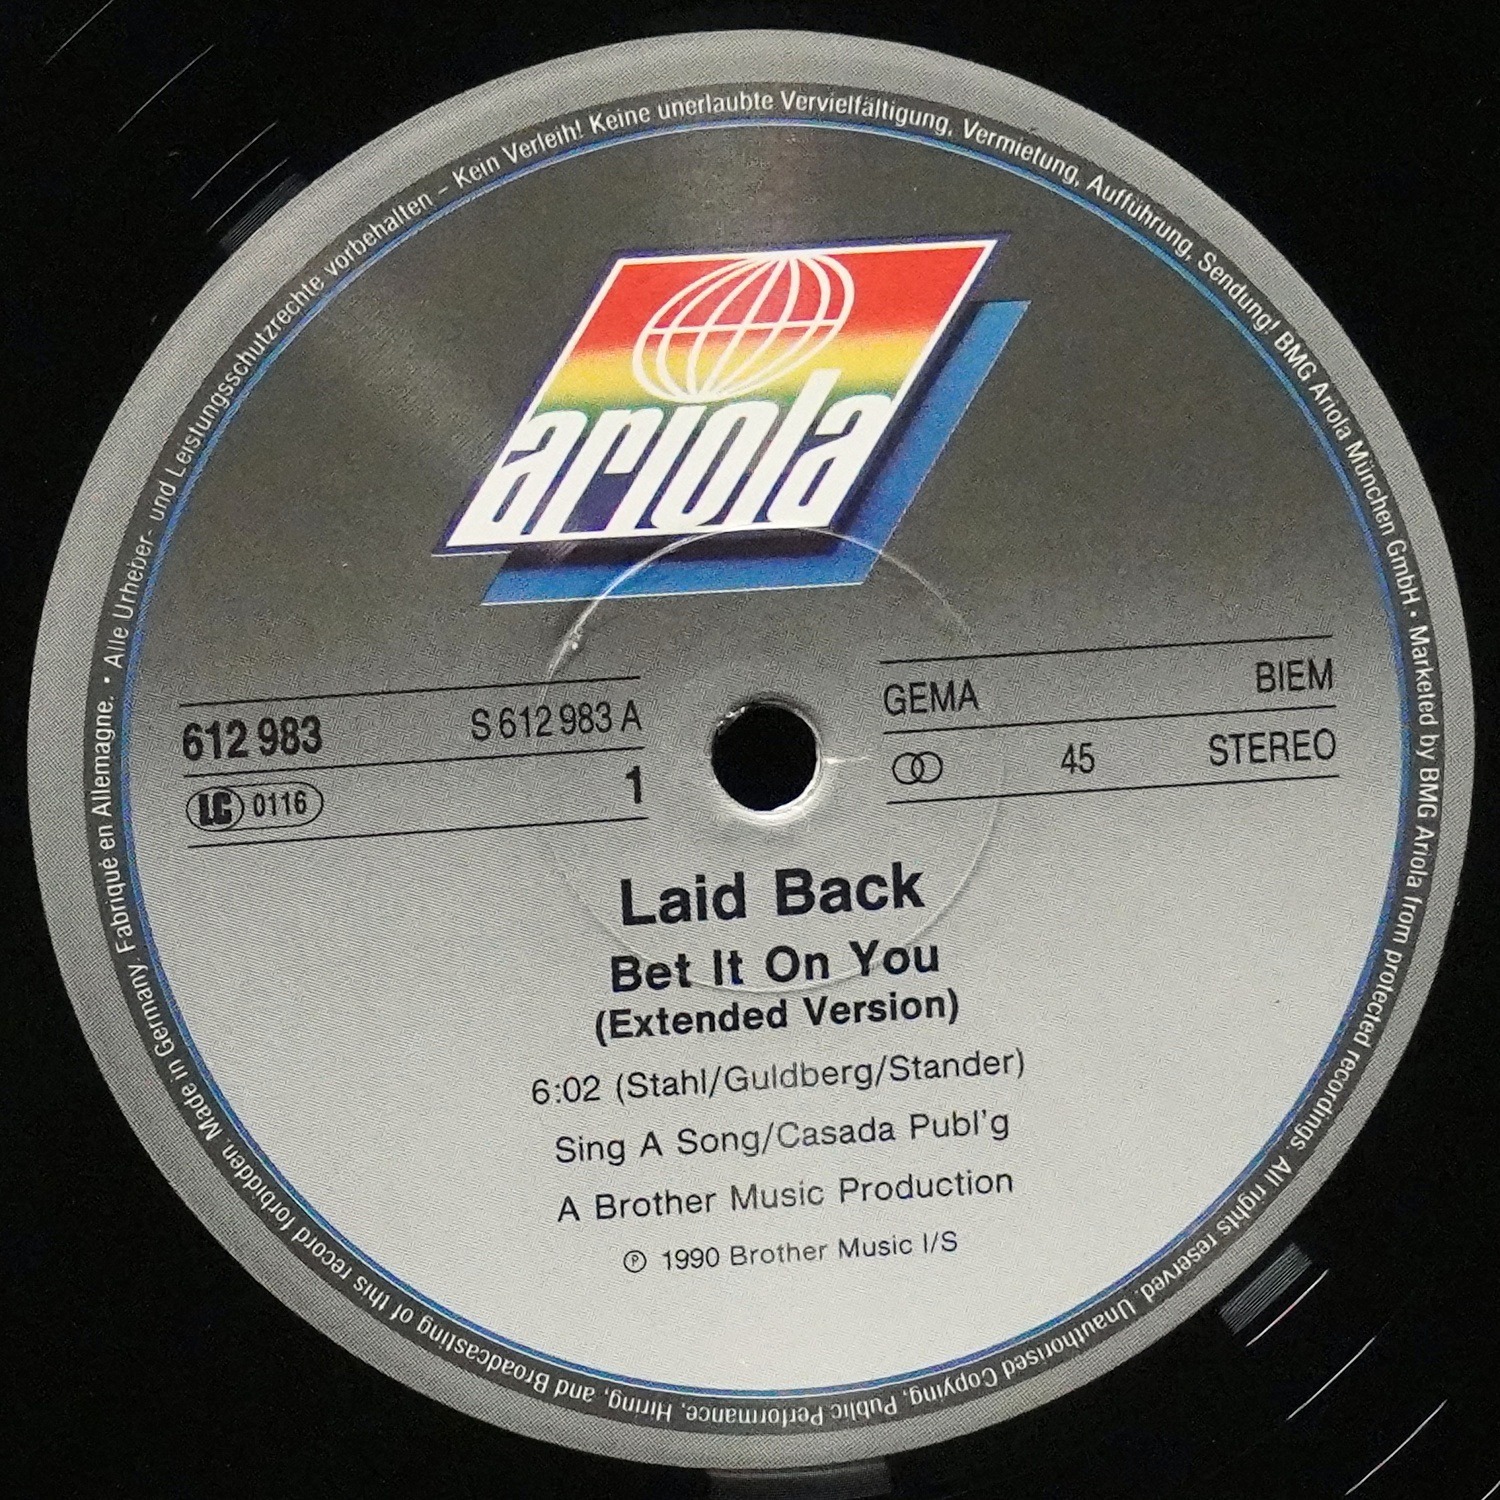 Alle Urheber- und Leistungsschutzrechte vorbehalten – Kein Verleih! Keine unerlaubte Vervielfältigung, Vermietung, Aufführung, Sendung! BMG Ariola München GmbH • Marketed by BMG Ariola from protected recordings. All rights reserved. Unauthorised Copying, Public Performance, Hiring, and Broadcasting of this record forbidden. Made in Germany. Fabriqué en Allemagne. •
ariola
612 983 S 612 983 A
LC 0116 1
GEMA BIEM
45 STEREO
Laid Back
Bet It On You
(Extended Version)
6:02 (Stahl/Guldberg/Stander)
Sing A Song/Casada Publ'g
A Brother Music Production
℗ 1990 Brother Music I/S